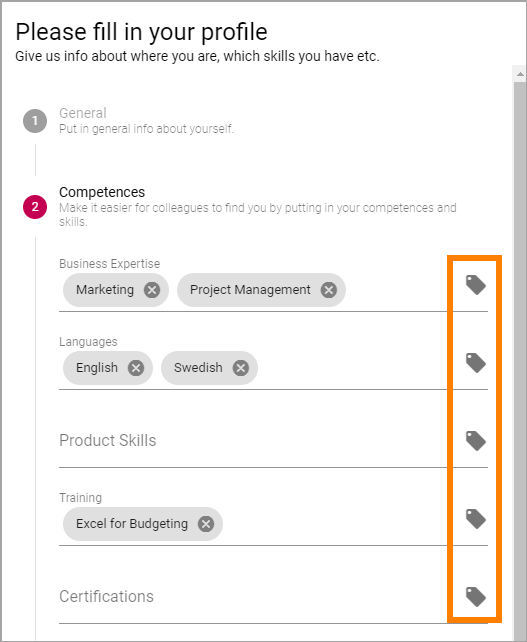 Please fill in your profile
Give us info about where you are, which skills you have etc.
1 General
Put in general info about yourself.
2 Competences
Make it easier for colleagues to find you by putting in your competences and
skills.
Business Expertise
Marketing Project Management
Languages
English Swedish
Product Skills
Training
Excel for Budgeting
Certifications